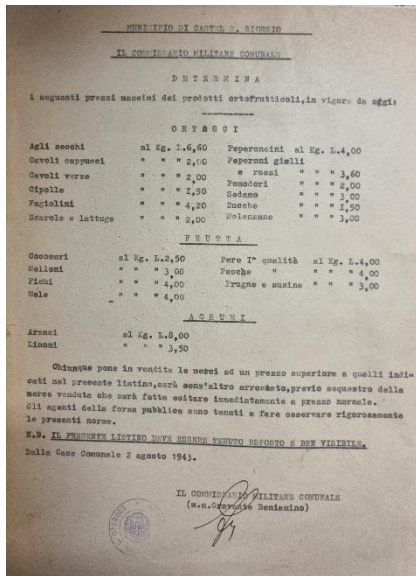 MUNICIPIO DI CASTEL S. GIORGIO
IL COMMISSARIO MILITARE COMUNALE
DETERMINA
i seguenti prezzi massimi dei prodotti ortofrutticoli,in vigore da oggi:
ORTAGGI
Agli secchi al Kg. L.6,60 Peperoncini al Kg. L.4,00
Cavoli cappucci " " " 2,00 Peperoni gialli
Cavoli verze " " " 2,00 e rossi " " " 3,60
Cipolle " " " I,50 Pomodori " " " 2,00
Fagiolini " " " 4,20 Sedano " " " 3,00
Scarole e lattuge " " " 2,00 Zucche " " " I,50
Melenzane " " " 3,00
FRUTTA
Cocomeri al Kg. L.2,50 Pere I° qualità al Kg. L.4,00
Melloni " " " 3,00 Pesche " " " " 4,00
Fichi " " " 4,00 Prugne e susine " " " 3,00
Mele " " " 4,00
AGRUMI
Aranci al Kg. L.8,00
Limoni " " " 3,50
Chiunque pone in vendita le merci ad un prezzo superiore a quelli indi=
cati nel presente listino,sarà senz'altro arrestato,previo sequestro della
merce venduta che sarà fatta esitare immediatamente a prezzo normale.
Gli agenti della forza pubblica sono tenuti a fare osservare rigorosamente
le presenti norme.
N.B. IL PRESENTE LISTINO DEVE ESSERE TENUTO ESPOSTO E BEN VISIBILE.
Dalla Casa Comunale 2 agosto 1943.
IL COMMISSARIO MILITARE COMUNALE
(m.m.Gravante Beniamino)